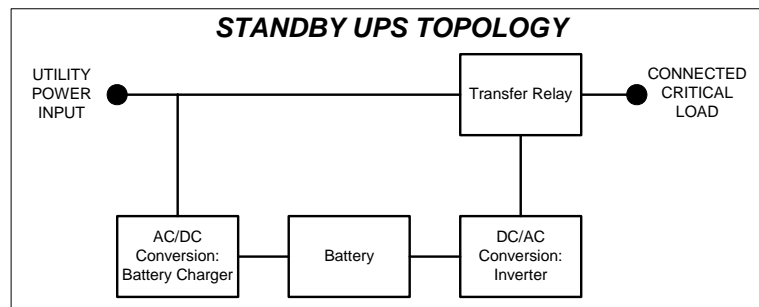 STANDBY UPS TOPOLOGY
UTILITY
POWER
INPUT
Transfer Relay
CONNECTED
CRITICAL
LOAD
AC/DC
Conversion:
Battery Charger
Battery
DC/AC
Conversion:
Inverter